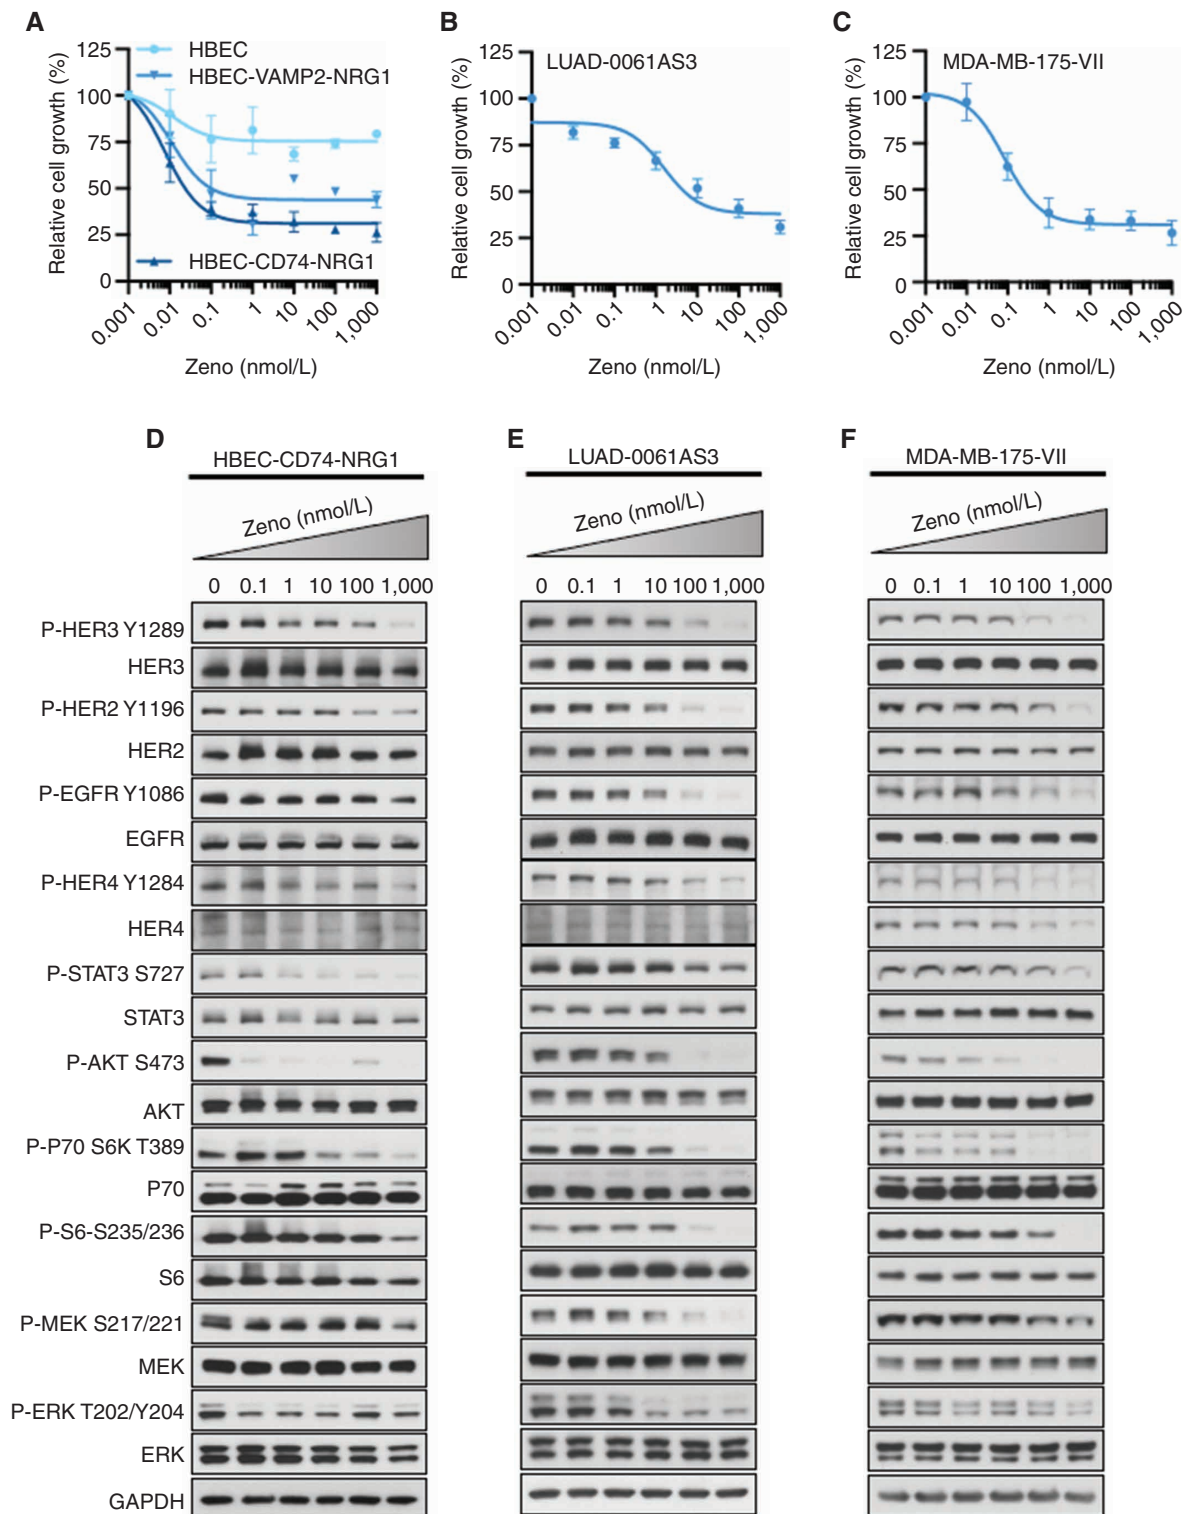 A
Relative cell growth (%)
125
100
75
50
25
0
HBEC
HBEC-VAMP2-NRG1
HBEC-CD74-NRG1
0.001
0.01
0.1
1
10
100
1,000
Zeno (nmol/L)
B
Relative cell growth (%)
125
100
75
50
25
0
LUAD-0061AS3
0.001
0.01
0.1
1
10
100
1,000
Zeno (nmol/L)
C
Relative cell growth (%)
125
100
75
50
25
0
MDA-MB-175-VII
0.001
0.01
0.1
1
10
100
1,000
Zeno (nmol/L)
D
HBEC-CD74-NRG1
Zeno (nmol/L)
0 0.1 1 10 100 1,000
E
LUAD-0061AS3
Zeno (nmol/L)
0 0.1 1 10 100 1,000
F
MDA-MB-175-VII
Zeno (nmol/L)
0 0.1 1 10 100 1,000
P-HER3 Y1289
HER3
P-HER2 Y1196
HER2
P-EGFR Y1086
EGFR
P-HER4 Y1284
HER4
P-STAT3 S727
STAT3
P-AKT S473
AKT
P-P70 S6K T389
P70
P-S6-S235/236
S6
P-MEK S217/221
MEK
P-ERK T202/Y204
ERK
GAPDH